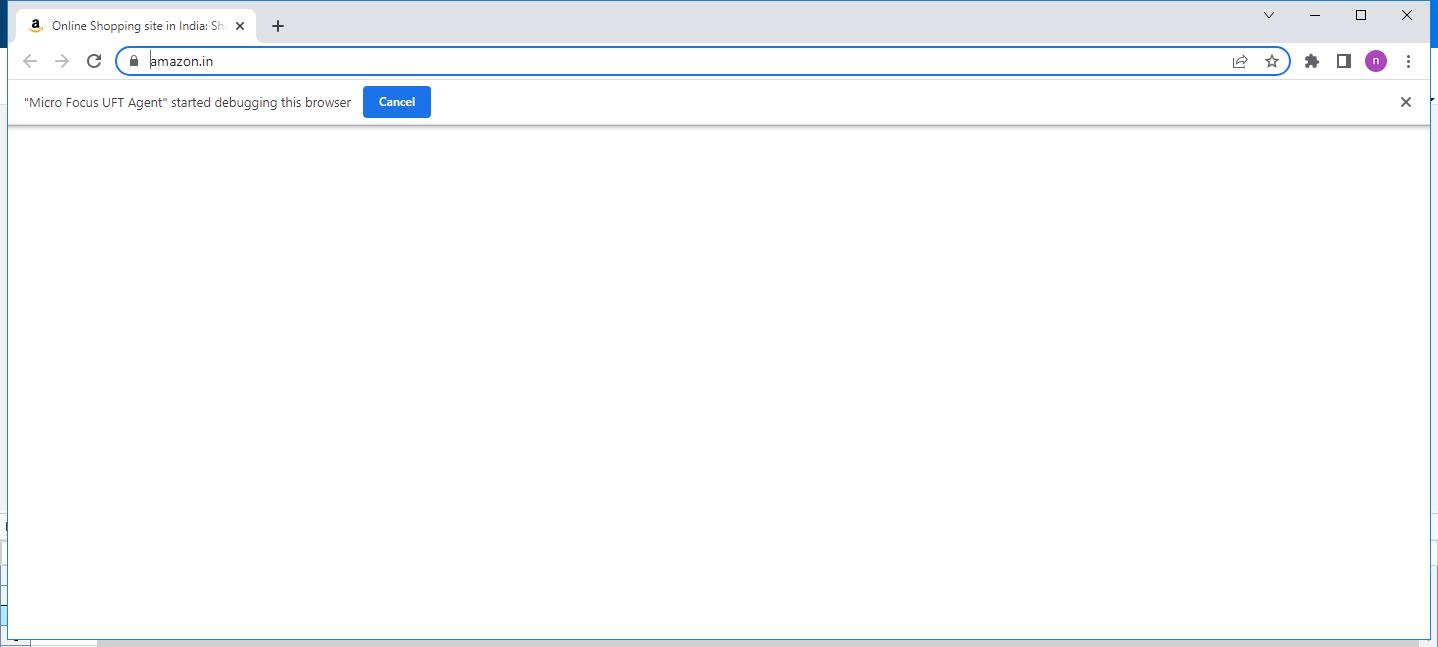 a Online Shopping site in India: Sh
amazon.in
n
"Micro Focus UFT Agent" started debugging this browser Cancel